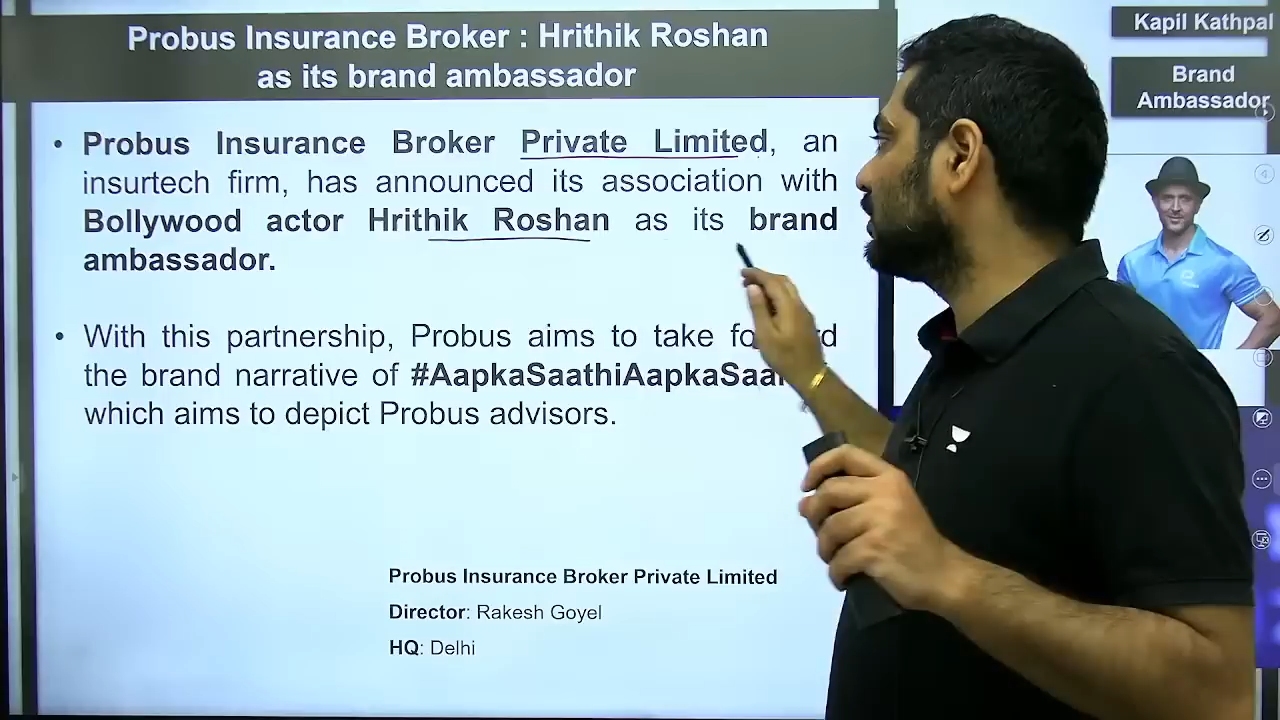 Probus Insurance Broker : Hrithik Roshan
as its brand ambassador
Kapil Kathpal
Brand
Ambassador
• Probus Insurance Broker Private Limited, an
insurtech firm, has announced its association with
Bollywood actor Hrithik Roshan as its brand
ambassador.
• With this partnership, Probus aims to take
the brand narrative of
which aims to depict Probus advisors.
Probus Insurance Broker Private Limited
Director: Rakesh Goyel
HQ: Delhi